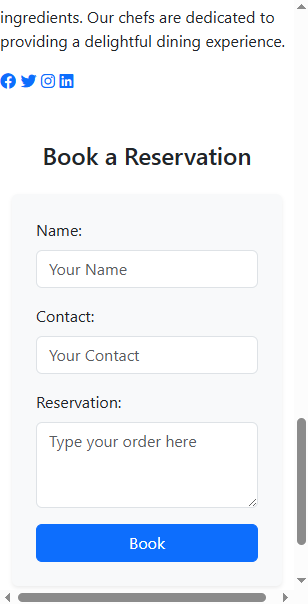 ingredients. Our chefs are dedicated to
providing a delightful dining experience.
Book a Reservation
Name:
Your Name
Contact:
Your Contact
Reservation:
Type your order here
Book